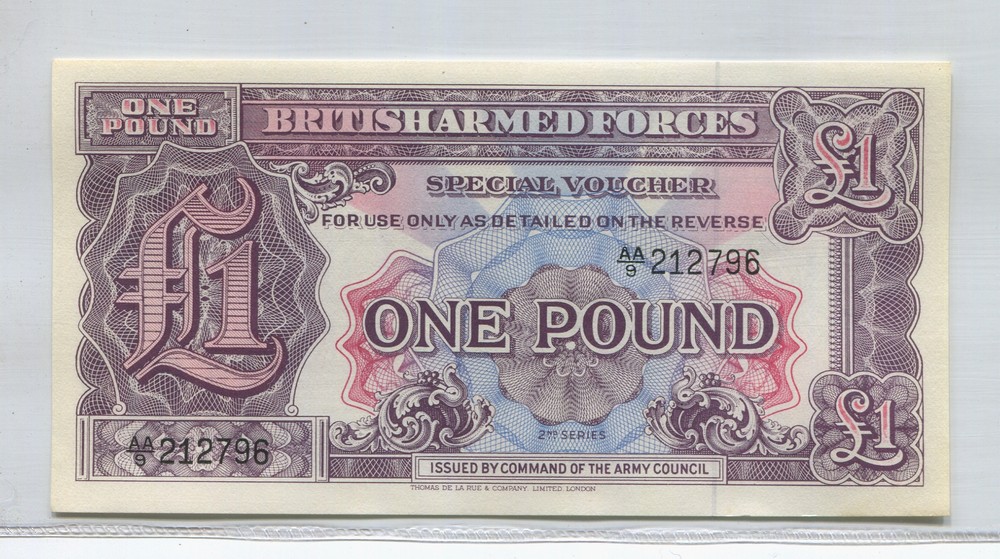 ONE
POUND
BRITISH ARMED FORCES
£1
SPECIAL VOUCHER
FOR USE ONLY AS DETAILED ON THE REVERSE
AA/9 212796
£1
ONE POUND
2ND SERIES
£1
AA/9 212796
ISSUED BY COMMAND OF THE ARMY COUNCIL
THOMAS DE LA RUE & COMPANY, LIMITED, LONDON